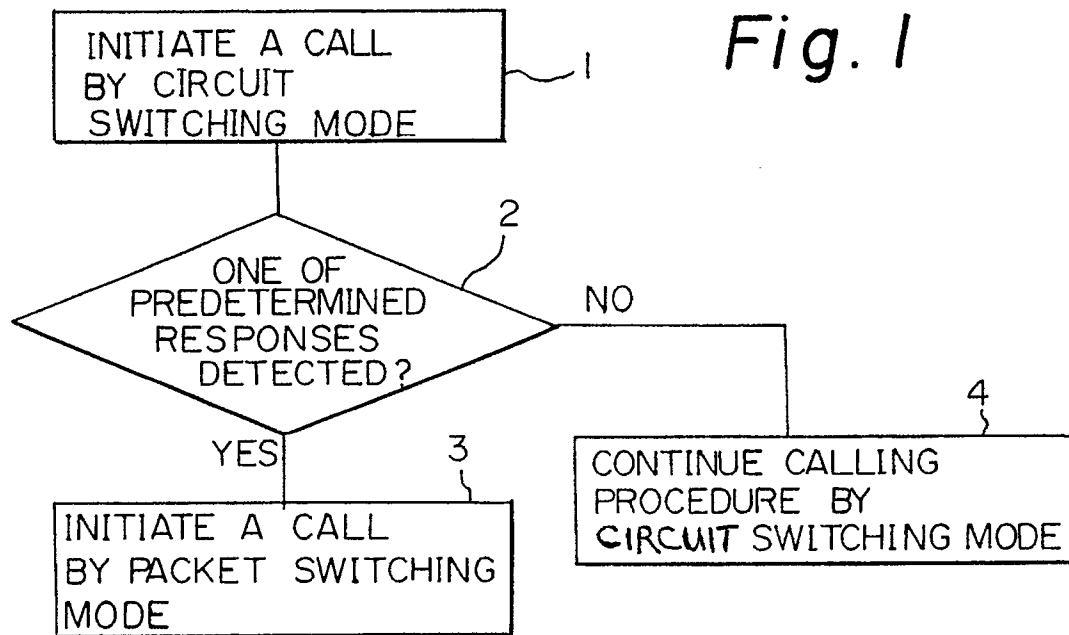 Fig. 1
INITIATE A CALL
BY CIRCUIT
SWITCHING MODE
1
2
ONE OF
PREDETERMINED
RESPONSES
DETECTED?
NO
YES
3
INITIATE A CALL
BY PACKET SWITCHING
MODE
4
CONTINUE CALLING
PROCEDURE BY
CIRCUIT SWITCHING MODE